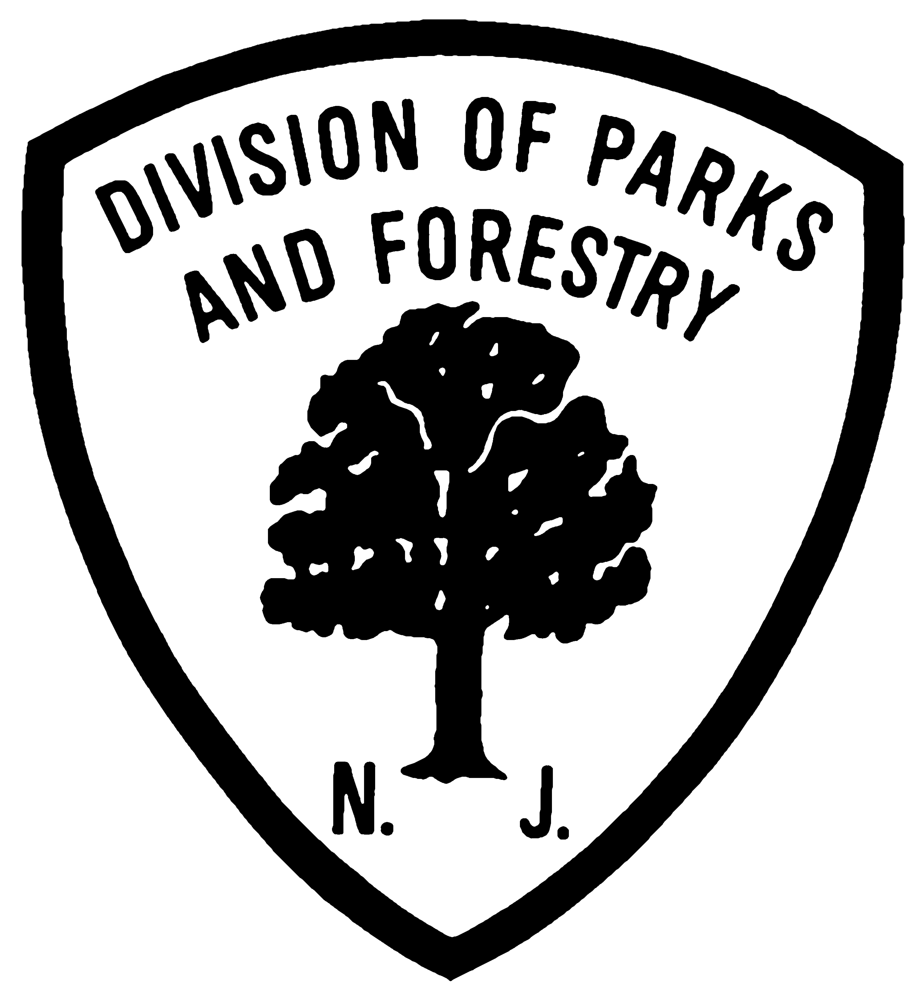 DIVISION OF PARKS
AND FORESTRY
N. J.